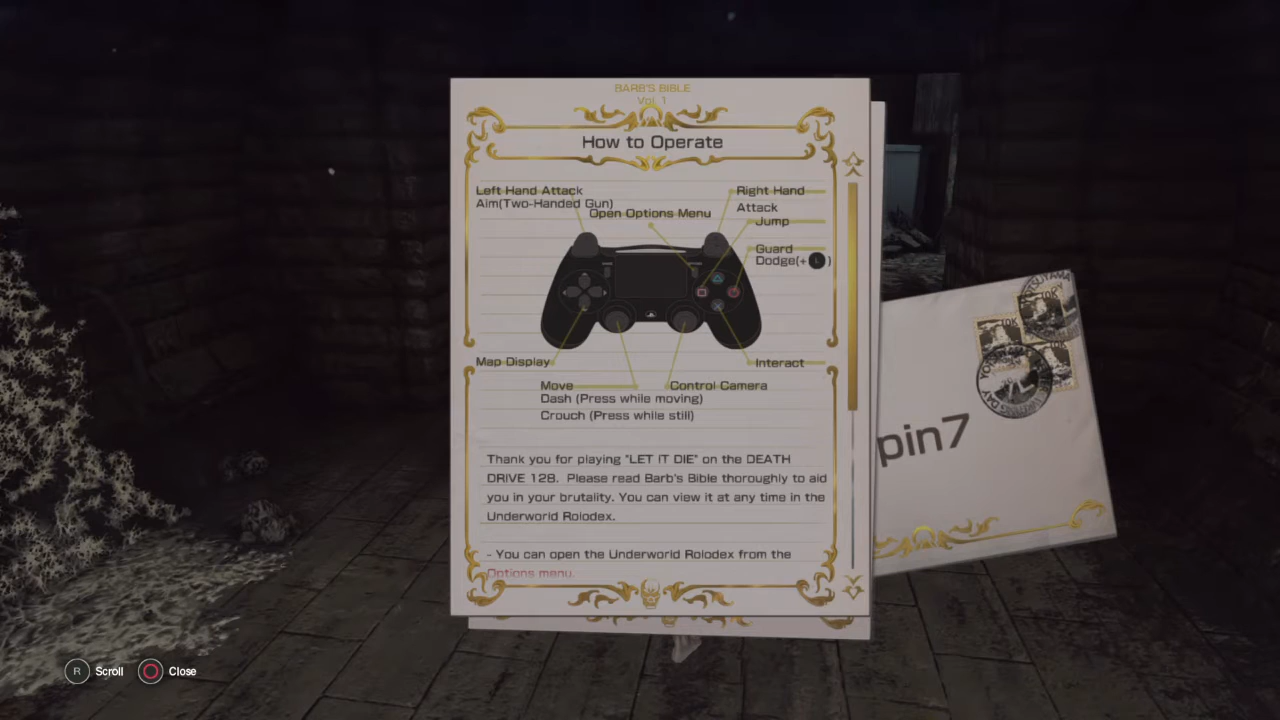 BARB'S BIBLE
Vol. 1
How to Operate
Left Hand Attack
Aim(Two-Handed Gun)
Open Options Menu
Right Hand
Attack
Jump
Guard
Dodge(+ L )
Map Display
Interact
Move
Control Camera
Dash (Press while moving)
Crouch (Press while still)
Thank you for playing "LET IT DIE" on the DEATH
DRIVE 128. Please read Barb's Bible thoroughly to aid
you in your brutality. You can view it at any time in the
Underworld Rolodex.
- You can open the Underworld Rolodex from the
Options menu.
pin7
10K
R Scroll
Close